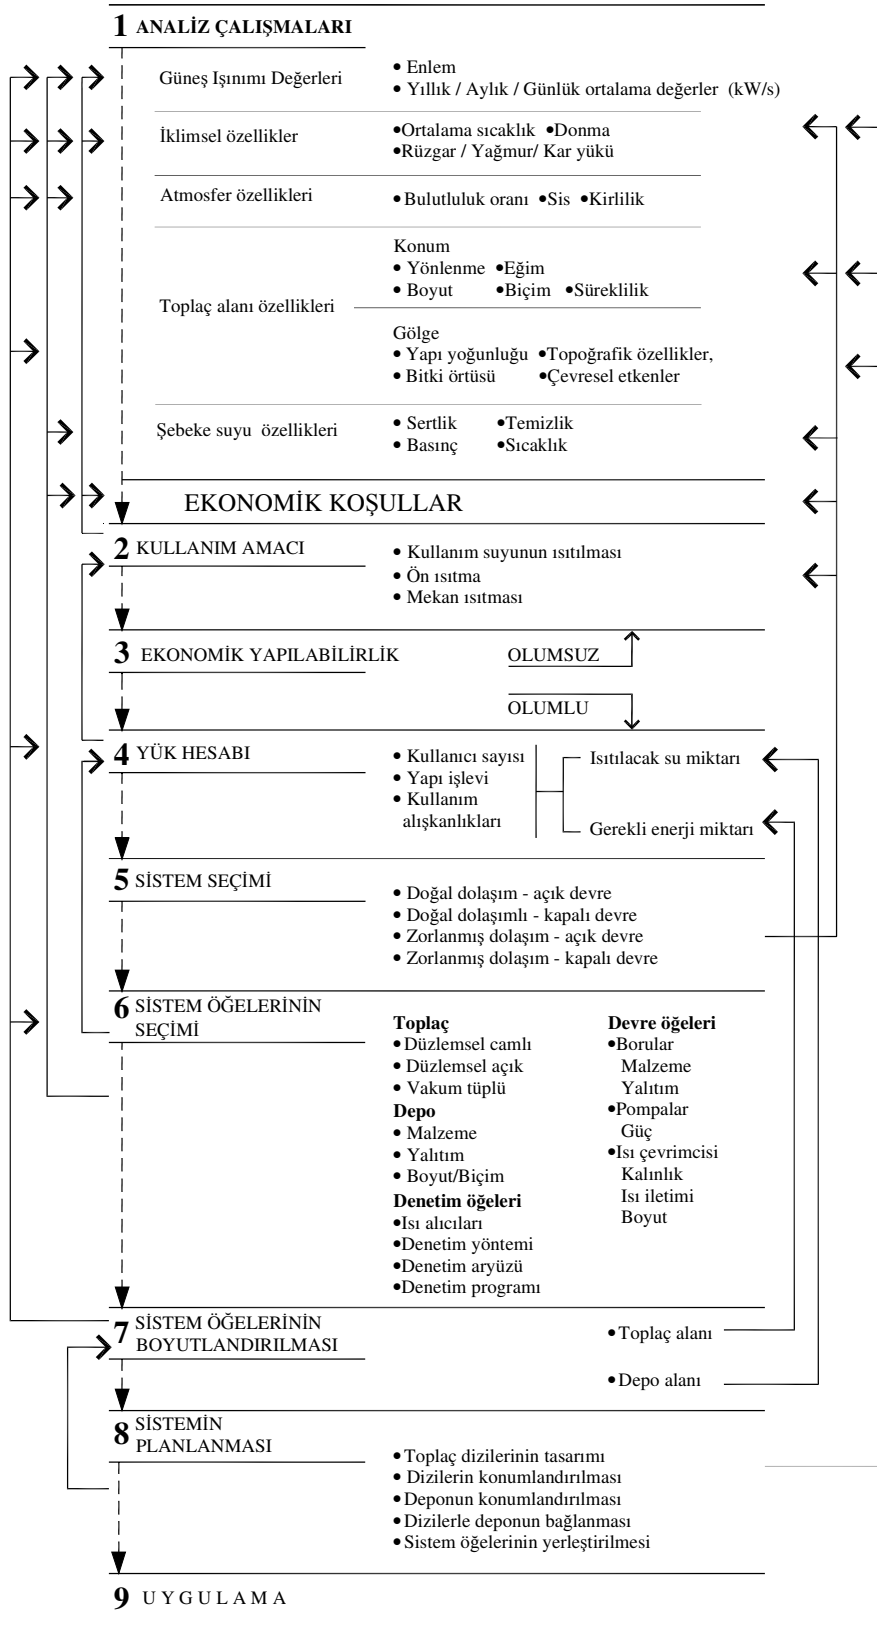 1 ANALİZ ÇALIŞMALARI
Güneş Işınımı Değerleri
• Enlem
• Yıllık / Aylık / Günlük ortalama değerler (kW/s)
İklimsel özellikler
•Ortalama sıcaklık •Donma
•Rüzgar / Yağmur/ Kar yükü
Atmosfer özellikleri
• Bulutluluk oranı •Sis •Kirlilik
Toplaç alanı özellikleri
Konum
• Yönlenme •Eğim
• Boyut •Biçim •Süreklilik
Gölge
• Yapı yoğunluğu •Topoğrafik özellikler,
• Bitki örtüsü •Çevresel etkenler
Şebeke suyu özellikleri
• Sertlik •Temizlik
• Basınç •Sıcaklık
EKONOMİK KOŞULLAR
2 KULLANIM AMACI
• Kullanım suyunun ısıtılması
• Ön ısıtma
• Mekan ısıtması
3 EKONOMİK YAPILABİLİRLİK
OLUMSUZ
OLUMLU
4 YÜK HESABI
• Kullanıcı sayısı
• Yapı işlevi
• Kullanım
alışkanlıkları
Isıtılacak su miktarı
Gerekli enerji miktarı
5 SİSTEM SEÇİMİ
• Doğal dolaşım - açık devre
• Doğal dolaşımlı - kapalı devre
• Zorlanmış dolaşım - açık devre
• Zorlanmış dolaşım - kapalı devre
6 SİSTEM ÖĞELERİNİN
SEÇİMİ
Toplaç
• Düzlemsel camlı
• Düzlemsel açık
• Vakum tüplü
Depo
• Malzeme
• Yalıtım
• Boyut/Biçim
Denetim öğeleri
•Isı alıcıları
•Denetim yöntemi
•Denetim aryüzü
•Denetim programı
Devre öğeleri
•Borular
Malzeme
Yalıtım
•Pompalar
Güç
•Isı çevrimcisi
Kalınlık
Isı iletimi
Boyut
7 SİSTEM ÖĞELERİNİN
BOYUTLANDIRILMASI
• Toplaç alanı
• Depo alanı
8 SİSTEMİN
PLANLANMASI
• Toplaç dizilerinin tasarımı
• Dizilerin konumlandırılması
• Deponun konumlandırılması
• Dizilerle deponun bağlanması
• Sistem öğelerinin yerleştirilmesi
9 U Y G U L A M A